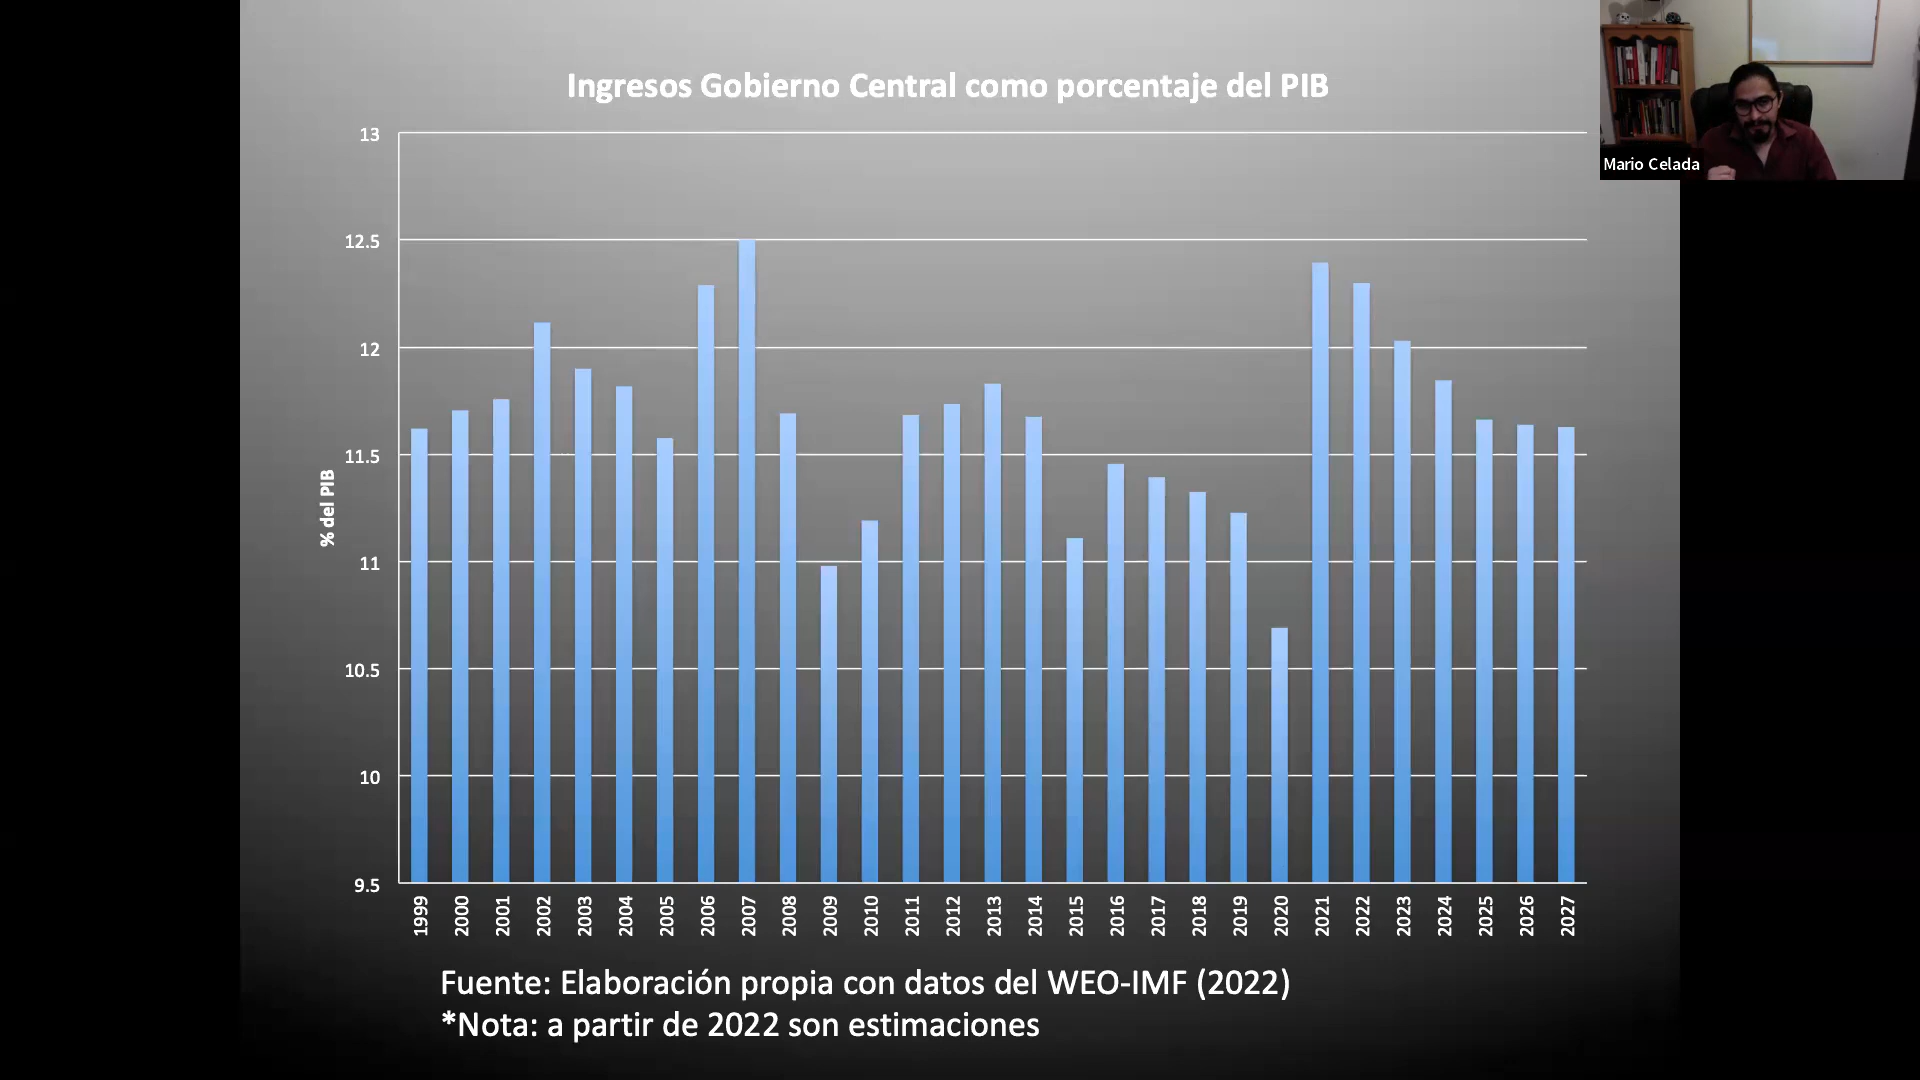 Ingresos Gobierno Central como porcentaje del PIB
Mario Celada
13
12.5
12
11.5
11
10.5
10
9.5
% del PIB
1999 2000 2001 2002 2003 2004 2005 2006 2007 2008 2009 2010 2011 2012 2013 2014 2015 2016 2017 2018 2019 2020 2021 2022 2023 2024 2025 2026 2027
Fuente: Elaboración propia con datos del WEO-IMF (2022)
*Nota: a partir de 2022 son estimaciones